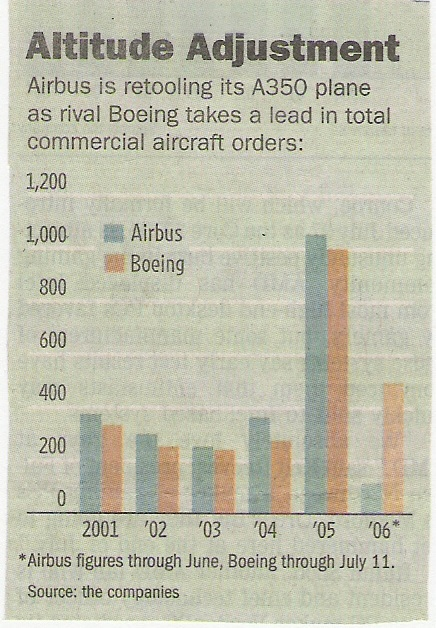 Altitude Adjustment
Airbus is retooling its A350 plane
as rival Boeing takes a lead in total
commercial aircraft orders:
1,200
1,000
Airbus
Boeing
800
600
400
200
0
2001 '02 '03 '04 '05 '06*
*Airbus figures through June, Boeing through July 11.
Source: the companies